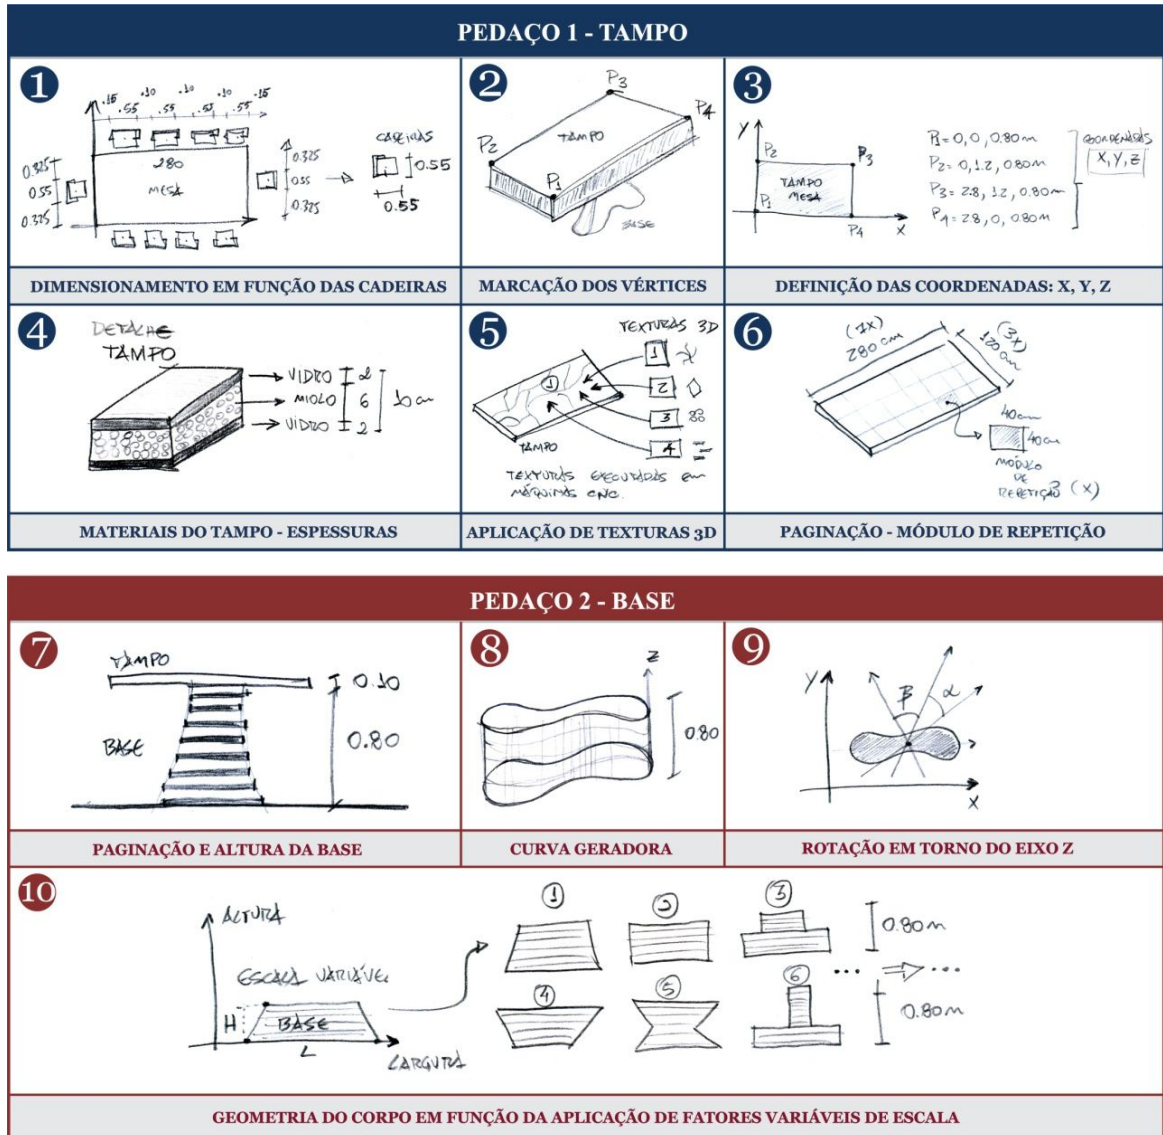 PEDAÇO 1 - TAMPO
1
.15 .10 .10 .10 .15
.55 .55 .55 .55
0.325
0.55
0.325
280
MESA
0.325
0.55
0.325
CADEIRAS
0.55
0.55
DIMENSIONAMENTO EM FUNÇÃO DAS CADEIRAS
2
P3
P4
TAMPO
P2
P1
BASE
MARCAÇÃO DOS VÉRTICES
3
Y
P2
P3
TAMPO
MESA
P1
P4
X
P1= 0, 0, 0.80m
P2= 0, 1.2, 0.80m
P3= 2.8, 1.2, 0.80m
P4= 2.8, 0, 0.80m
COORDENADAS
X, Y, Z
DEFINIÇÃO DAS COORDENADAS: X, Y, Z
4
DETALHE
TAMPO
VIDRO 2
MIOLO 6
VIDRO 2
10 cm
MATERIAIS DO TAMPO - ESPESSURAS
5
TEXTURAS 3D
1
1
2
3
4
TAMPO
TEXTURAS EXECUTADAS em
MÁQUINAS CNC.
APLICAÇÃO DE TEXTURAS 3D
6
280 cm
(3x)
120 cm
40cm
40cm
MÓDULO
DE
REPETIÇÃO (X)
PAGINAÇÃO - MÓDULO DE REPETIÇÃO
PEDAÇO 2 - BASE
7
TAMPO
0.10
BASE
0.80
PAGINAÇÃO E ALTURA DA BASE
8
Z
0.80
CURVA GERADORA
9
Y
β
α
X
ROTAÇÃO EM TORNO DO EIXO Z
10
ALTURA
ESCALA VARIÁVEL
H
BASE
L
LARGURA
1
2
3
0.80m
4
5
6
... ⇒ ...
0.80m
GEOMETRIA DO CORPO EM FUNÇÃO DA APLICAÇÃO DE FATORES VARIÁVEIS DE ESCALA